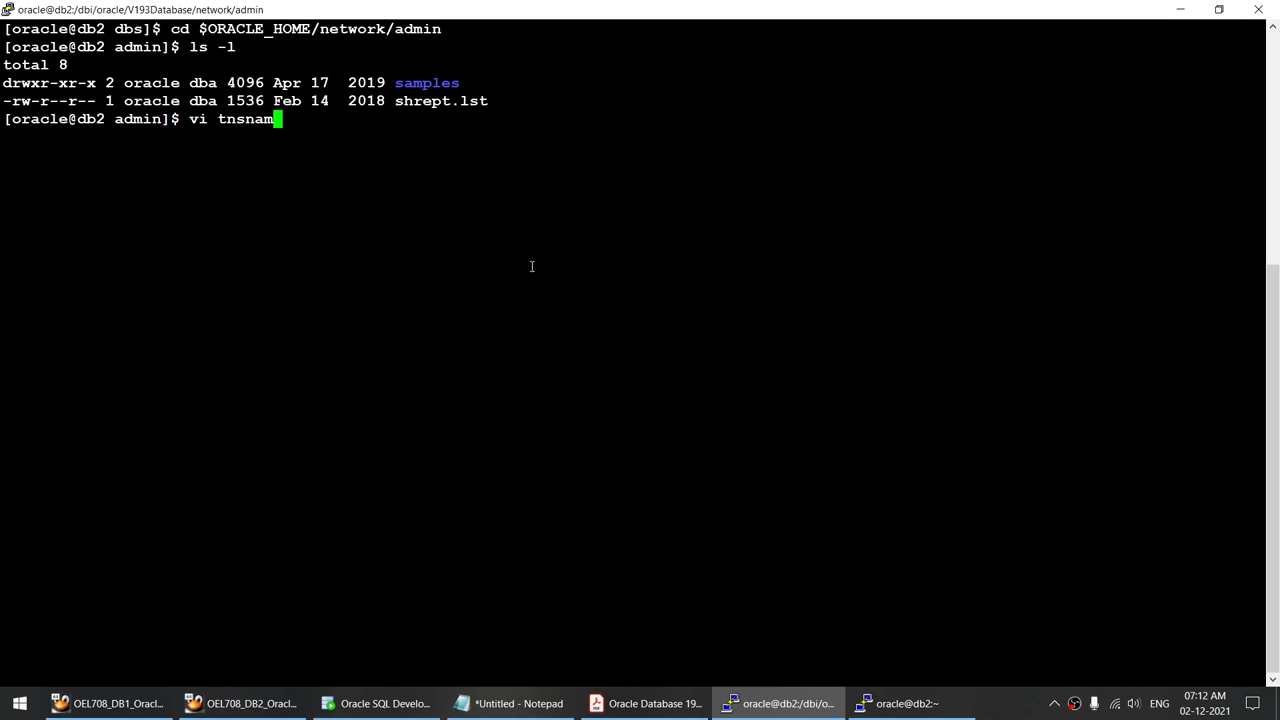 oracle@db2:/dbi/oracle/V193Database/network/admin
[oracle@db2 dbs]$ cd $ORACLE_HOME/network/admin
[oracle@db2 admin]$ ls -l
total 8
drwxr-xr-x 2 oracle dba 4096 Apr 17  2019 samples
-rw-r--r-- 1 oracle dba 1536 Feb 14  2018 shrept.lst
[oracle@db2 admin]$ vi tnsnam
OEL708_DB1_Oracl...
OEL708_DB2_Oracl...
Oracle SQL Develo...
*Untitled - Notepad
Oracle Database 19...
oracle@db2:/dbi/o...
oracle@db2:~
ENG
07:12 AM
02-12-2021